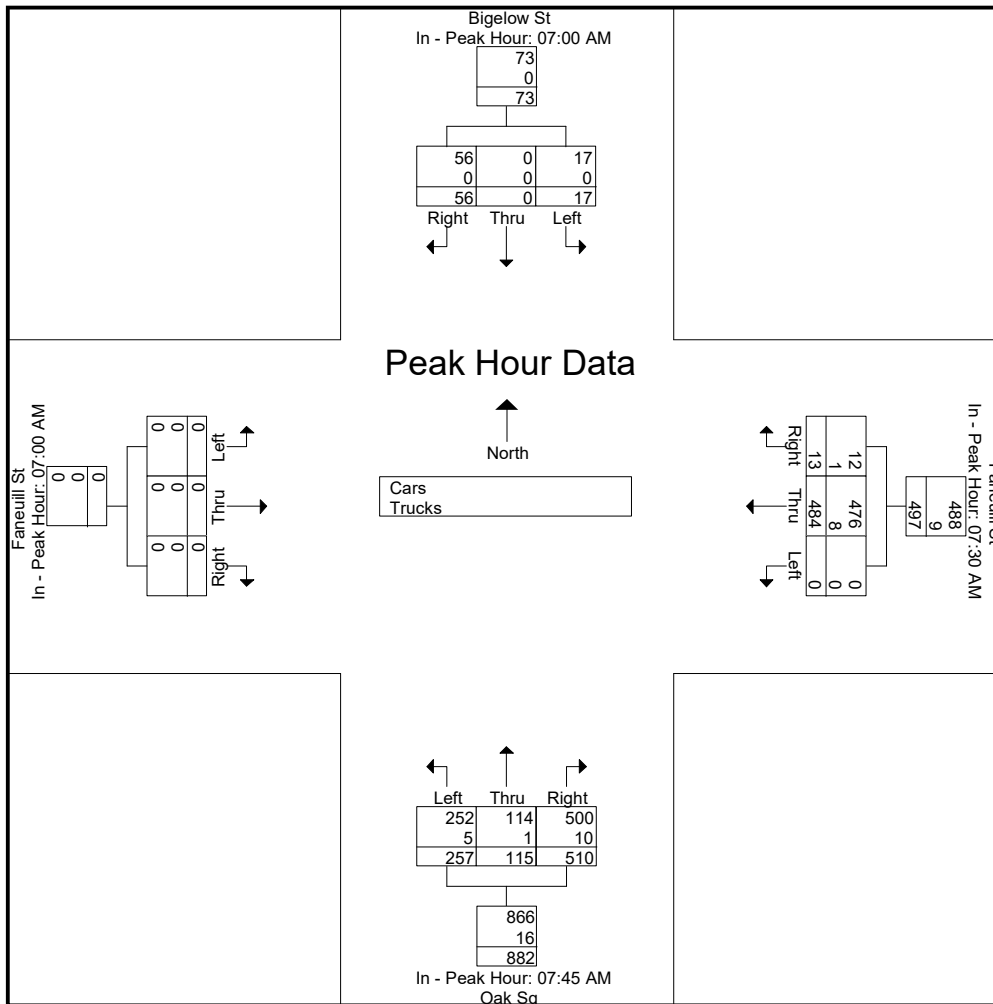 Bigelow St
In - Peak Hour: 07:00 AM
73
0
73
56 0 17
0 0 0
56 0 17
Right Thru Left
Peak Hour Data
North
Cars
Trucks
Faneuill St
In - Peak Hour: 07:00 AM
0
0
0
0 0 0
0 0 0
0 0 0
Left Thru Right
In - Peak Hour: 07:30 AM
488
9
497
12 476 0
1 8 0
13 484 0
Right Thru Left
Left Thru Right
252 114 500
5 1 10
257 115 510
866
16
882
In - Peak Hour: 07:45 AM
Oak Sq